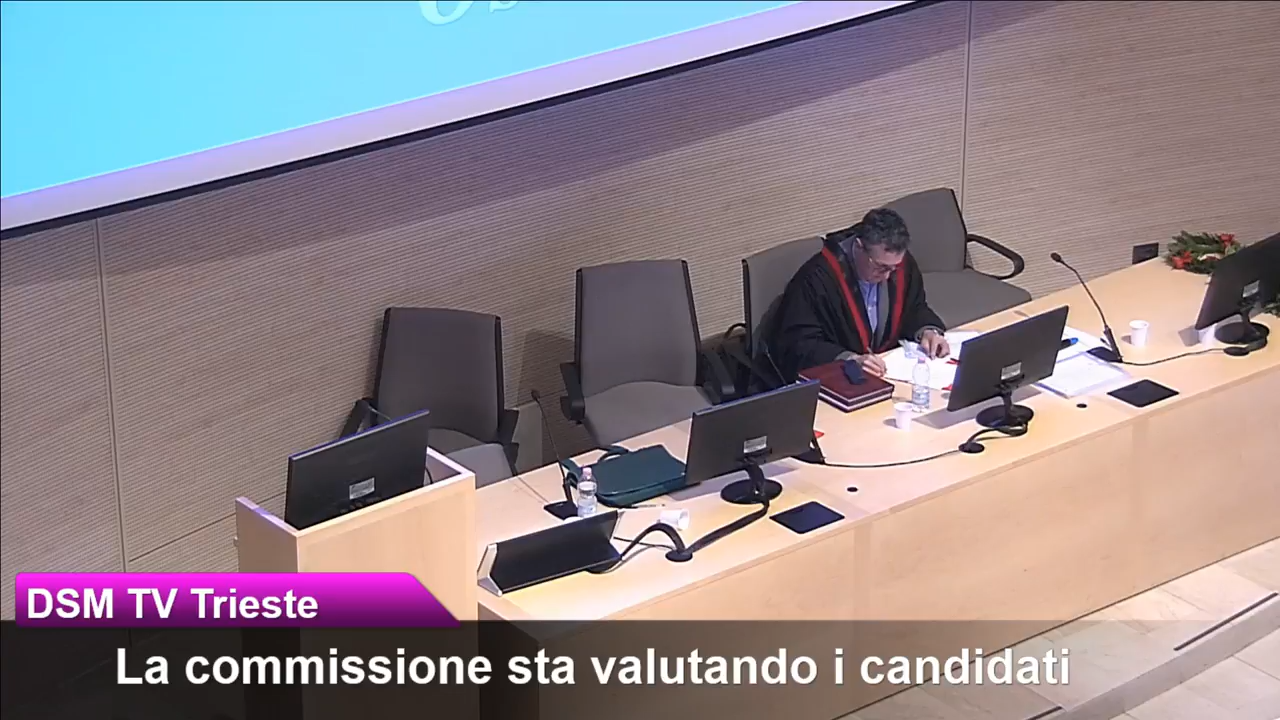 DSM TV Trieste
La commissione sta valutando i candidati